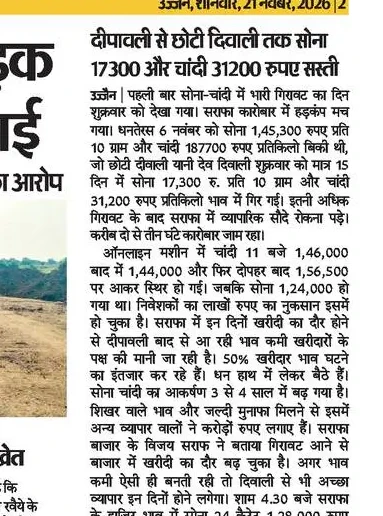 उज्जैन, शनिवार, 21 नवंबर, 2026 | 2
दीपावली से छोटी दिवाली तक सोना
17300 और चांदी 31200 रुपए सस्ती
उज्जैन | पहली बार सोना-चांदी में भारी गिरावट का दिन
शुक्रवार को देखा गया। सराफा कारोबार में हड़कंप मच
गया। धनतेरस 6 नवंबर को सोना 1,45,300 रुपए प्रति
10 ग्राम और चांदी 187700 रुपए प्रतिकिलो बिकी थी,
जो छोटी दीवाली यानी देव दिवाली शुक्रवार को मात्र 15
दिन में सोना 17,300 रु. प्रति 10 ग्राम और चांदी
31,200 रुपए प्रतिकिलो भाव में गिर गई। इतनी अधिक
गिरावट के बाद सराफ में व्यापारिक सौदे रोकना पड़े।
करीब दो से तीन घंटे कारोबार जाम रहा।
ऑनलाइन मशीन में चांदी 11 बजे 1,46,000
बाद में 1,44,000 और फिर दोपहर बाद 1,56,500
पर आकर स्थिर हो गई। जबकि सोना 1,24,000 हो
गया था। निवेशकों का लाखों रुपए का नुकसान इसमें
हो चुका है। सराफा में इन दिनों खरीदी का दौर होने
से दीपावली बाद से आ रही भाव कमी खरीदारों के
पक्ष की मानी जा रही है। 50% खरीदार भाव घटने
का इंतजार कर रहे हैं। धन हाथ में लेकर बैठे हैं।
सोना चांदी का आकर्षण 3 से 4 साल में बढ़ गया है।
शिखर वाले भाव और जल्दी मुनाफा मिलने से इसमें
अन्य व्यापार वालों ने करोड़ों रुपए लगाए हैं। सराफा
बाजार के विजय सराफ ने बताया गिरावट आने से
बाजार में खरीदी का दौर बढ़ चुका है। अगर भाव
कमी ऐसी ही बनती रही तो दिवाली से भी अच्छा
व्यापार इन दिनों होने लगेगा। शाम 4.30 बजे सराफा
के हाजिर भाव में सोना 24 कैरेट 1,28,000 रुपए
ाई
ा आरोप
खेत
कि
रवैये के